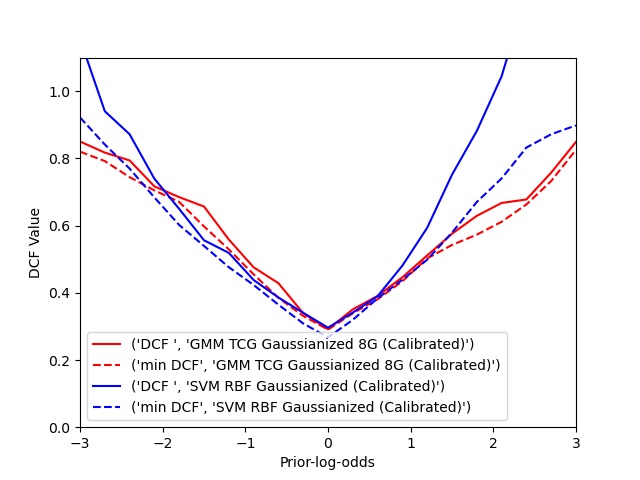 1.0
0.8
0.6
0.4
0.2
0.0
DCF Value
('DCF ', 'GMM TCG Gaussianized 8G (Calibrated)')
('min DCF', 'GMM TCG Gaussianized 8G (Calibrated)')
('DCF ', 'SVM RBF Gaussianized (Calibrated)')
('min DCF', 'SVM RBF Gaussianized (Calibrated)')
−3 −2 −1 0 1 2 3
Prior-log-odds